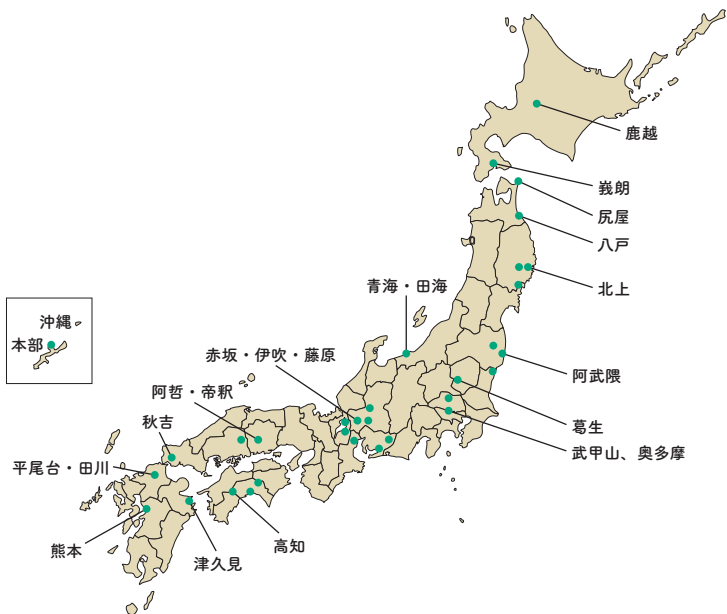 鹿越
峩朗
尻屋
八戸
北上
青海・田海
沖縄
本部
赤坂・伊吹・藤原
阿武隈
阿哲・帝釈
葛生
秋吉
武甲山、奥多摩
平尾台・田川
熊本
津久見
高知